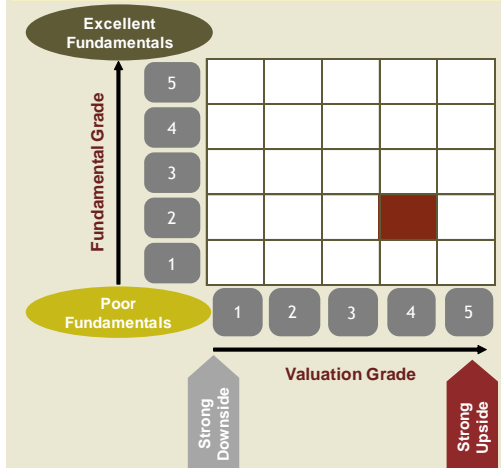 Excellent
Fundamentals
Fundamental Grade
5
4
3
2
1
Poor
Fundamentals
1
2
3
4
5
Valuation Grade
Strong
Downside
Strong
Upside